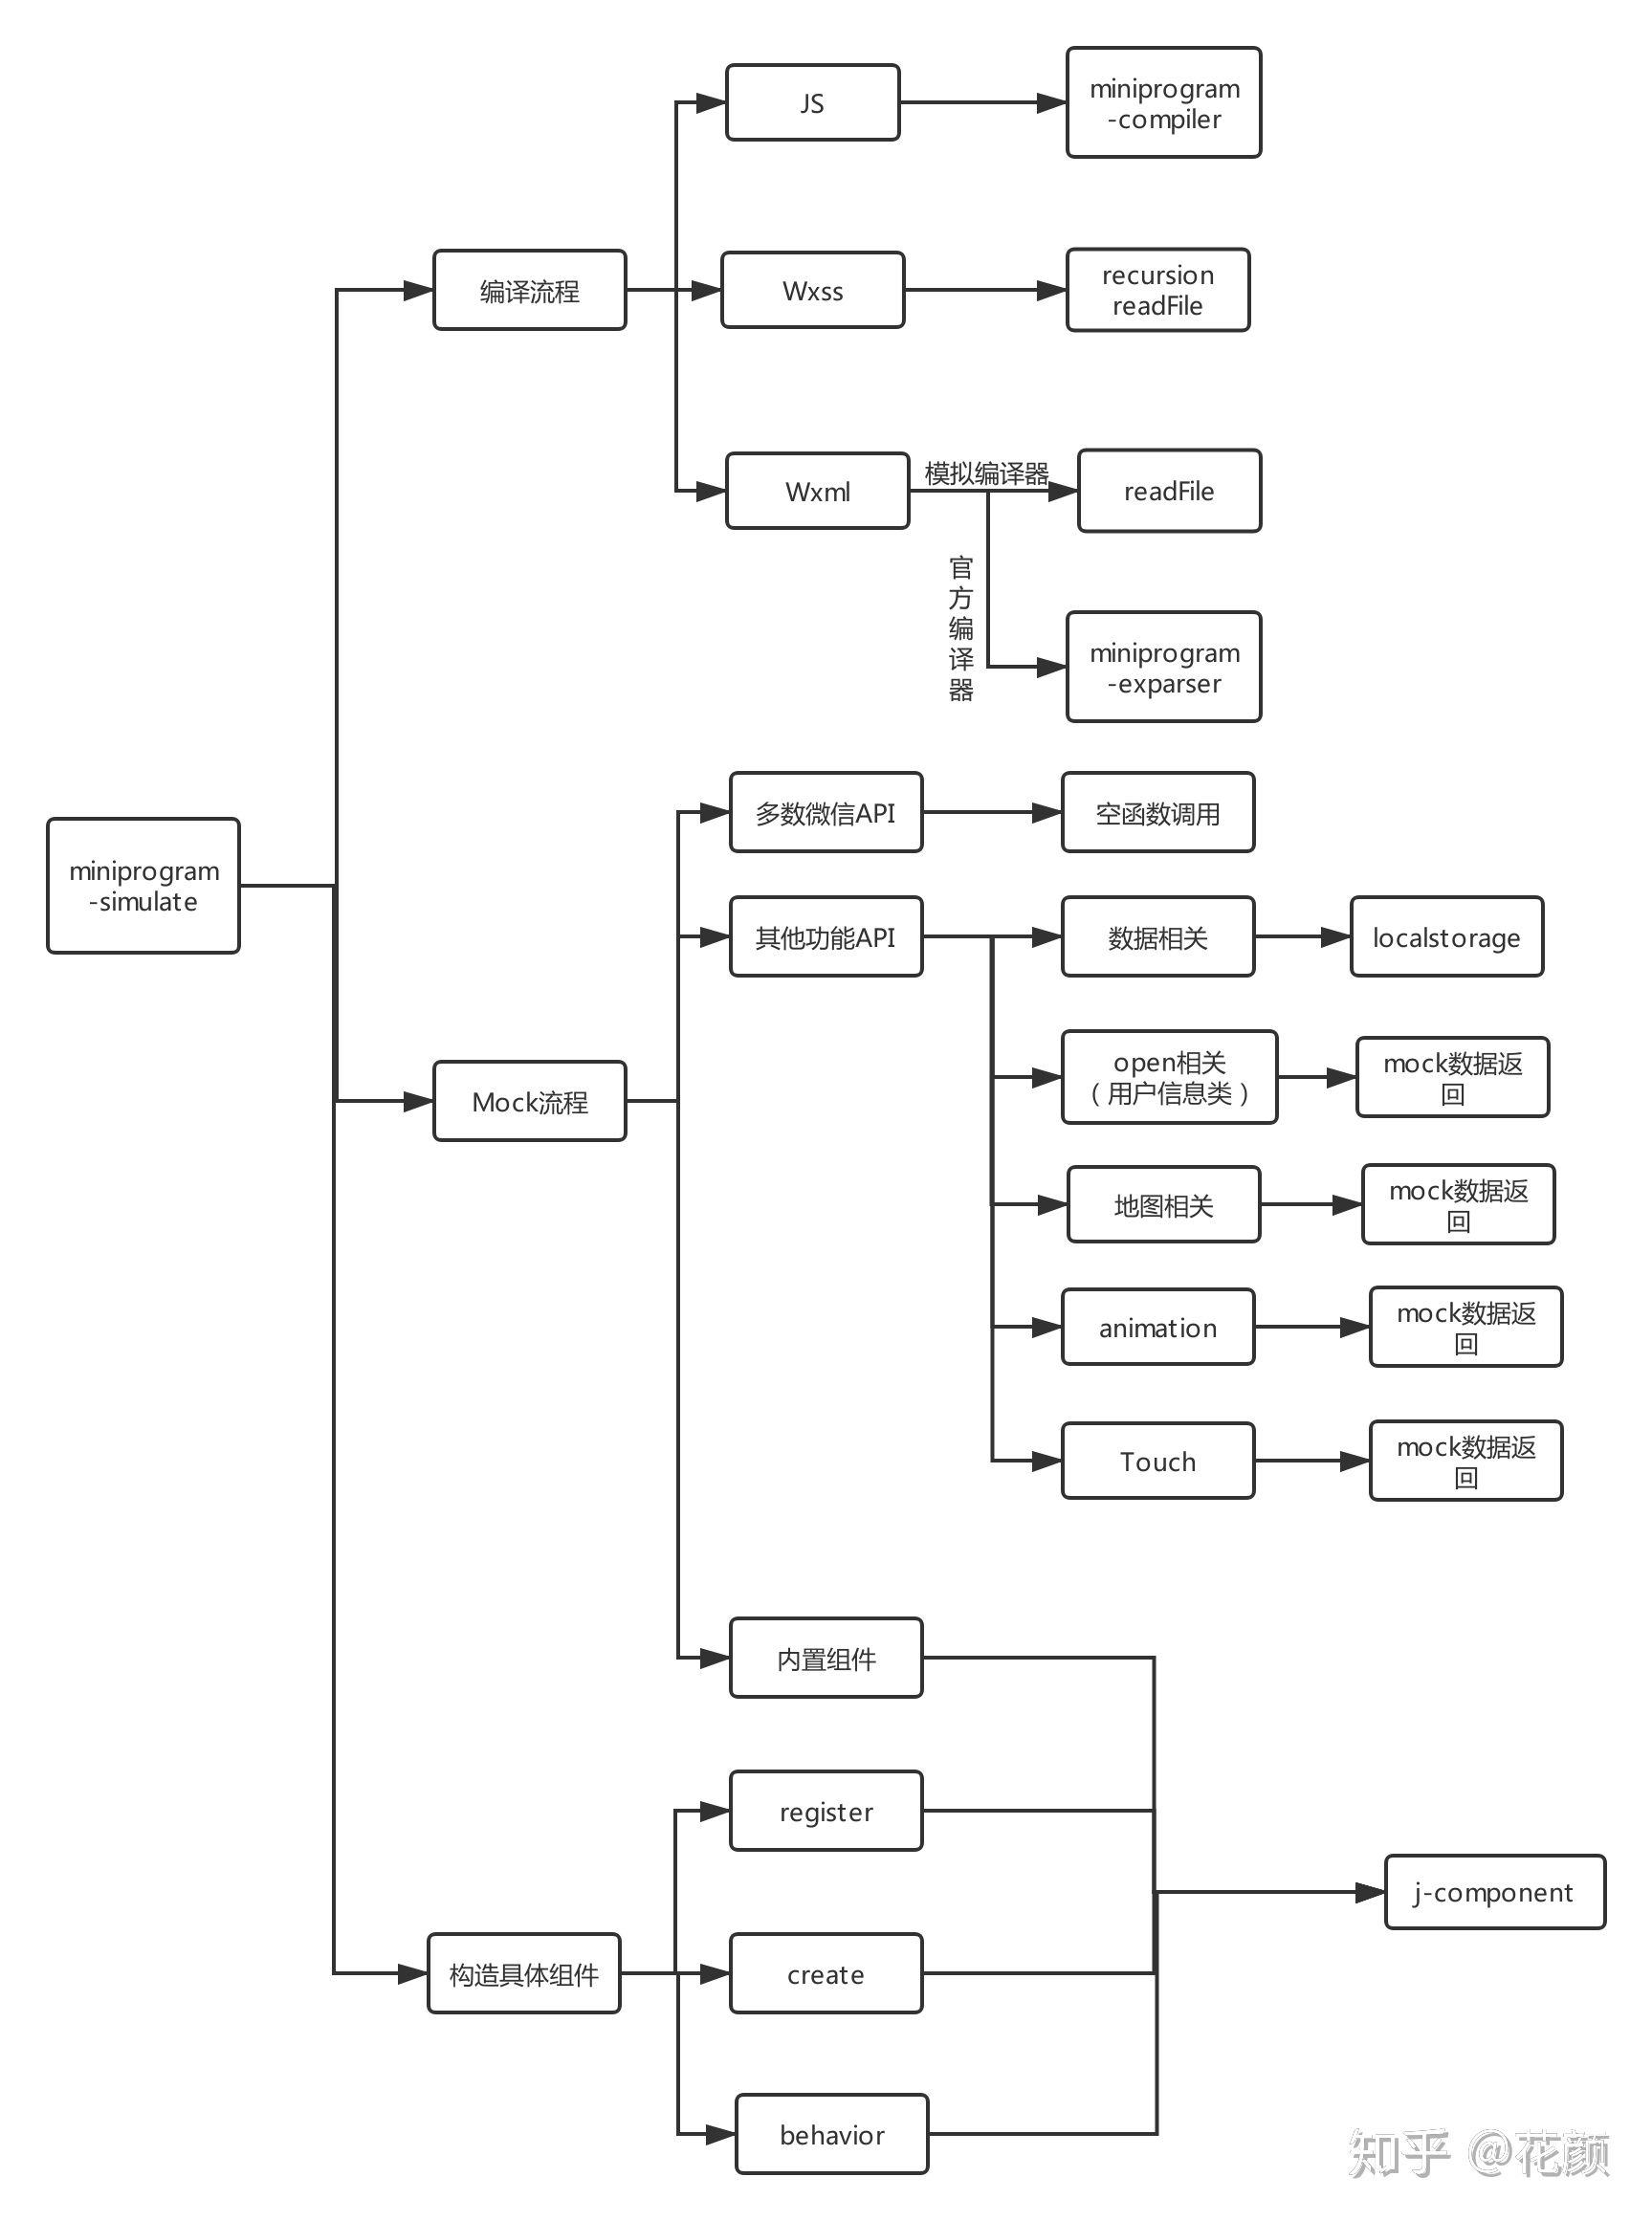 JS
miniprogram
-compiler
编译流程
Wxss
recursion
readFile
Wxml
模拟编译器
readFile
官方编译器
miniprogram
-exparser
多数微信API
空函数调用
miniprogram
-simulate
其他功能API
数据相关
localstorage
open相关
（用户信息类）
mock数据返
回
Mock流程
地图相关
mock数据返
回
animation
mock数据返
回
Touch
mock数据返
回
内置组件
register
j-component
构造具体组件
create
behavior
知乎 @花颜